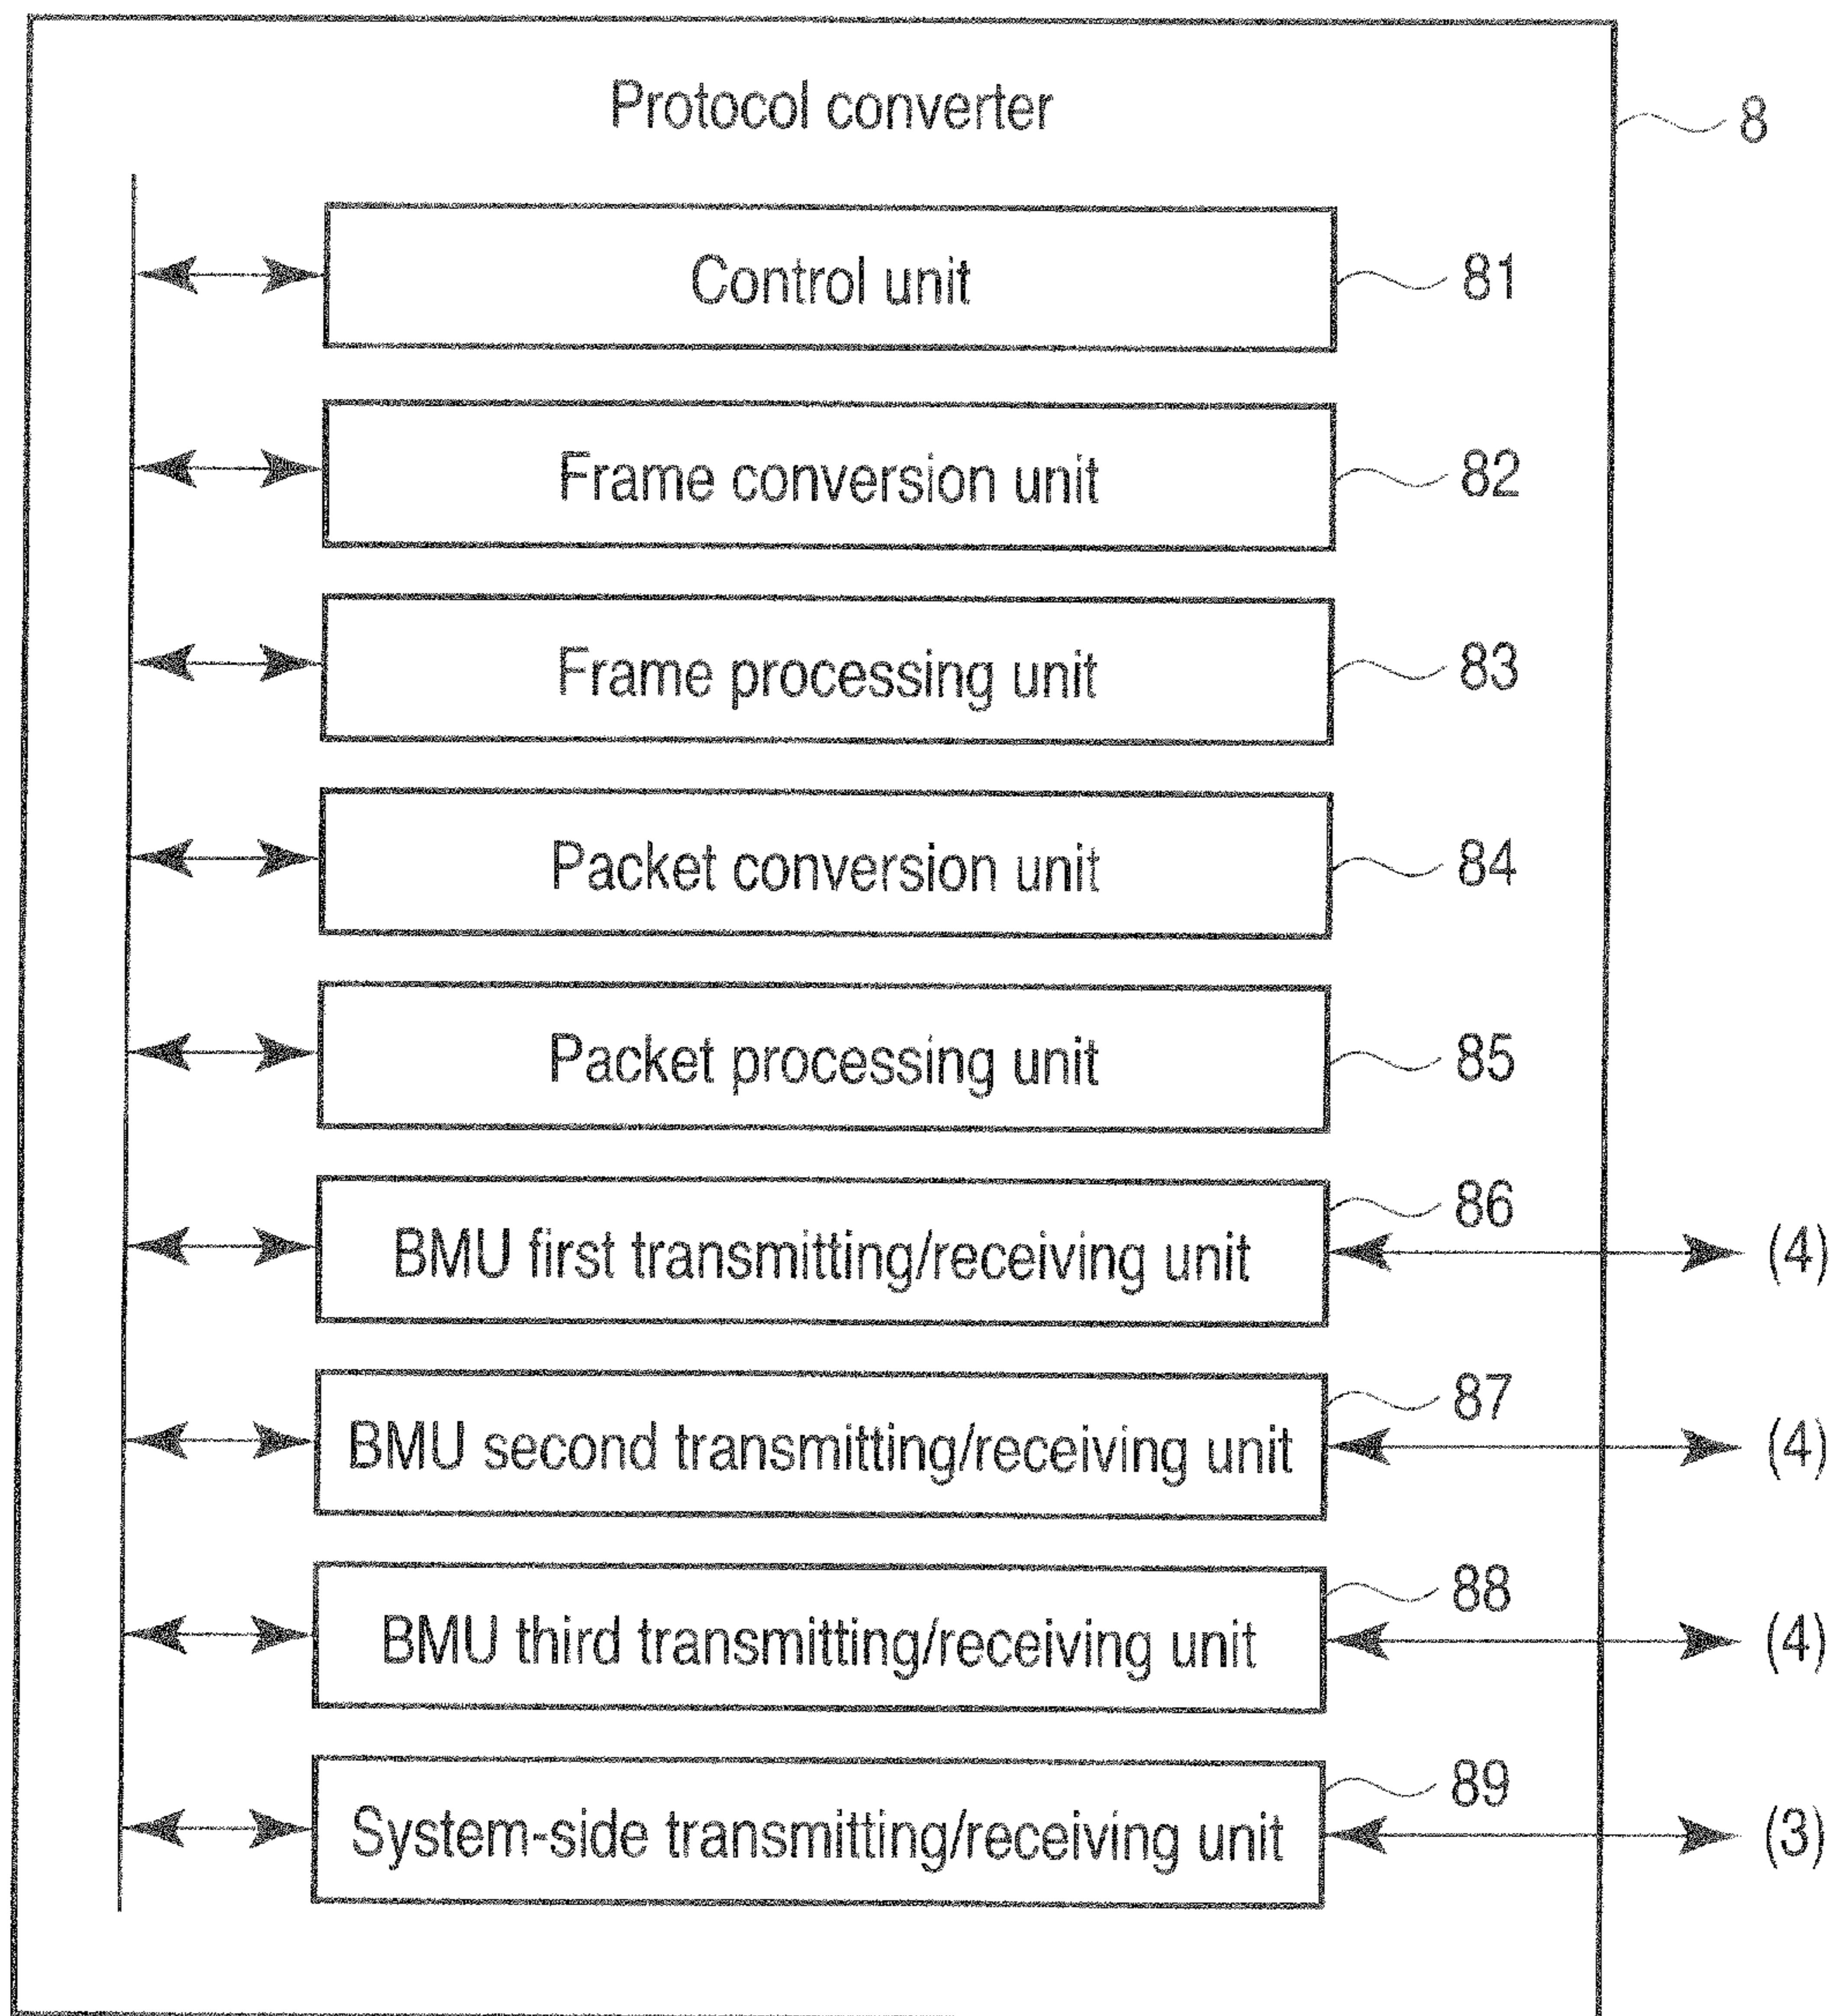 Protocol converter
8
Control unit
81
Frame conversion unit
82
Frame processing unit
83
Packet conversion unit
84
Packet processing unit
85
BMU first transmitting/receiving unit
86
(4)
BMU second transmitting/receiving unit
87
(4)
BMU third transmitting/receiving unit
88
(4)
System-side transmitting/receiving unit
89
(3)